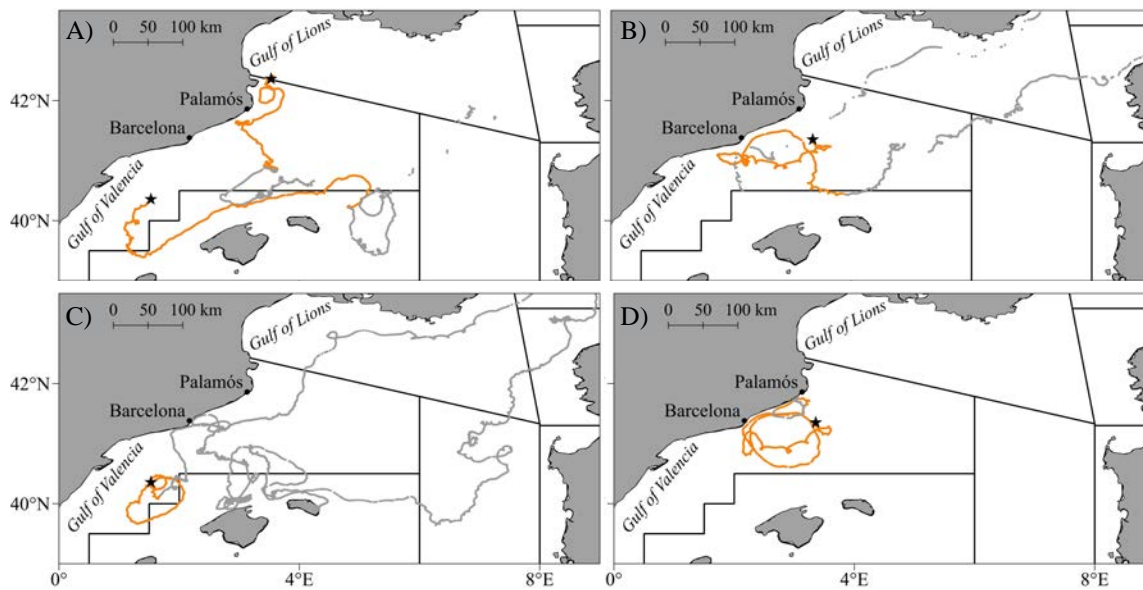 A)
0 50 100 km
Gulf of Lions
42°N
Palamós
Barcelona
40°N
Gulf of Valencia
B)
0 50 100 km
Gulf of Lions
Palamós
Barcelona
Gulf of Valencia
C)
0 50 100 km
Gulf of Lions
42°N
Palamós
Barcelona
40°N
Gulf of Valencia
0° 4°E 8°E
D)
0 50 100 km
Gulf of Lions
Palamós
Barcelona
Gulf of Valencia
4°E 8°E